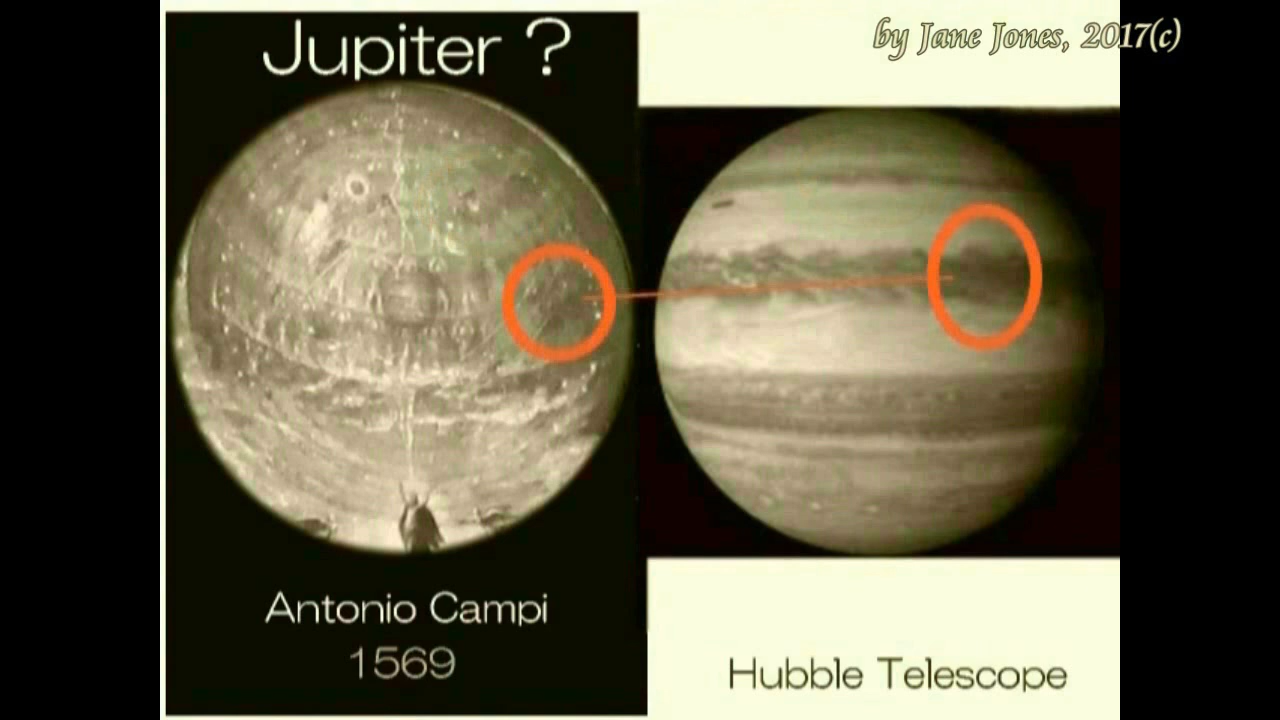 by Jane Jones, 2017(c)
Jupiter ?
Antonio Campi
1569
Hubble Telescope